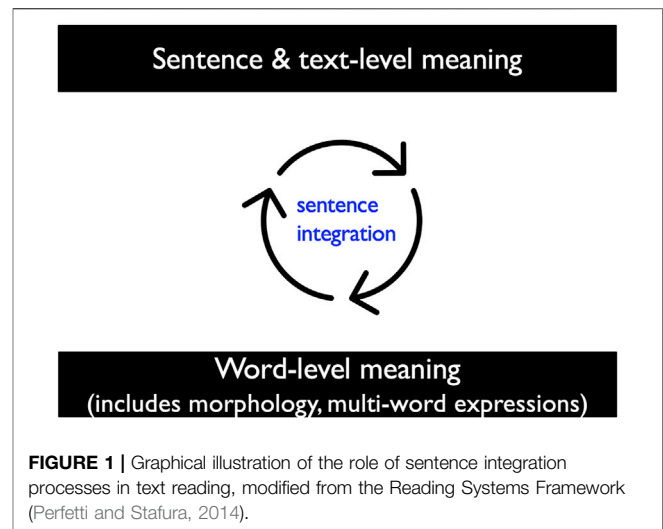 Sentence & text-level meaning
sentence
integration
Word-level meaning
(includes morphology, multi-word expressions)
FIGURE 1 | Graphical illustration of the role of sentence integration
processes in text reading, modified from the Reading Systems Framework
(Perfetti and Stafura, 2014).